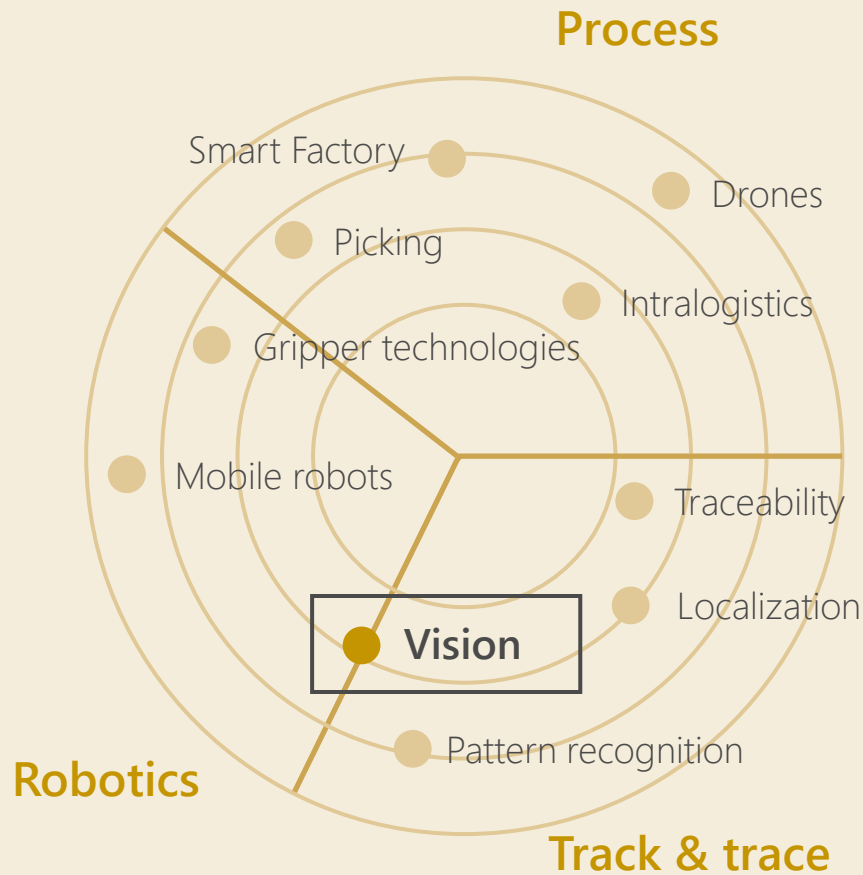 Process
Smart Factory
Drones
Picking
Intralogistics
Gripper technologies
Mobile robots
Traceability
Localization
Vision
Pattern recognition
Robotics
Track & trace